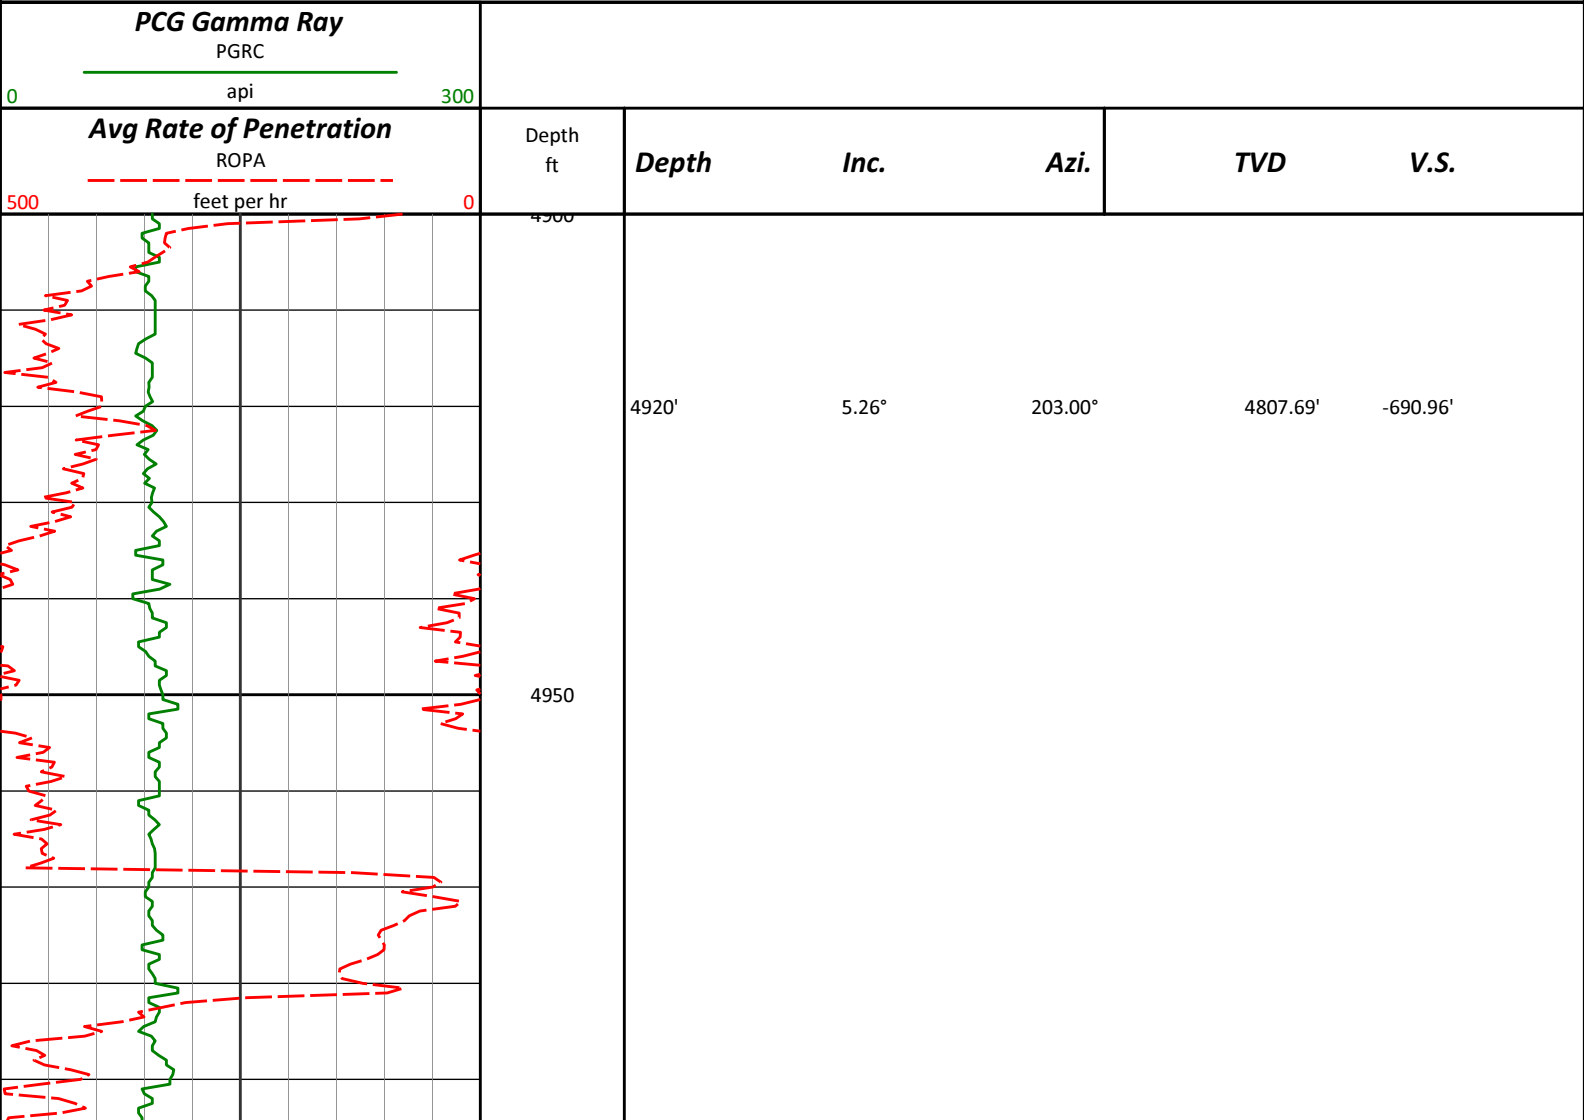 PCG Gamma Ray
PGRC
api
0 300
Avg Rate of Penetration
ROPA
feet per hr
500 0
Depth
ft
Depth Inc. Azi. TVD V.S.
4900
4920' 5.26° 203.00° 4807.69' -690.96'
4950